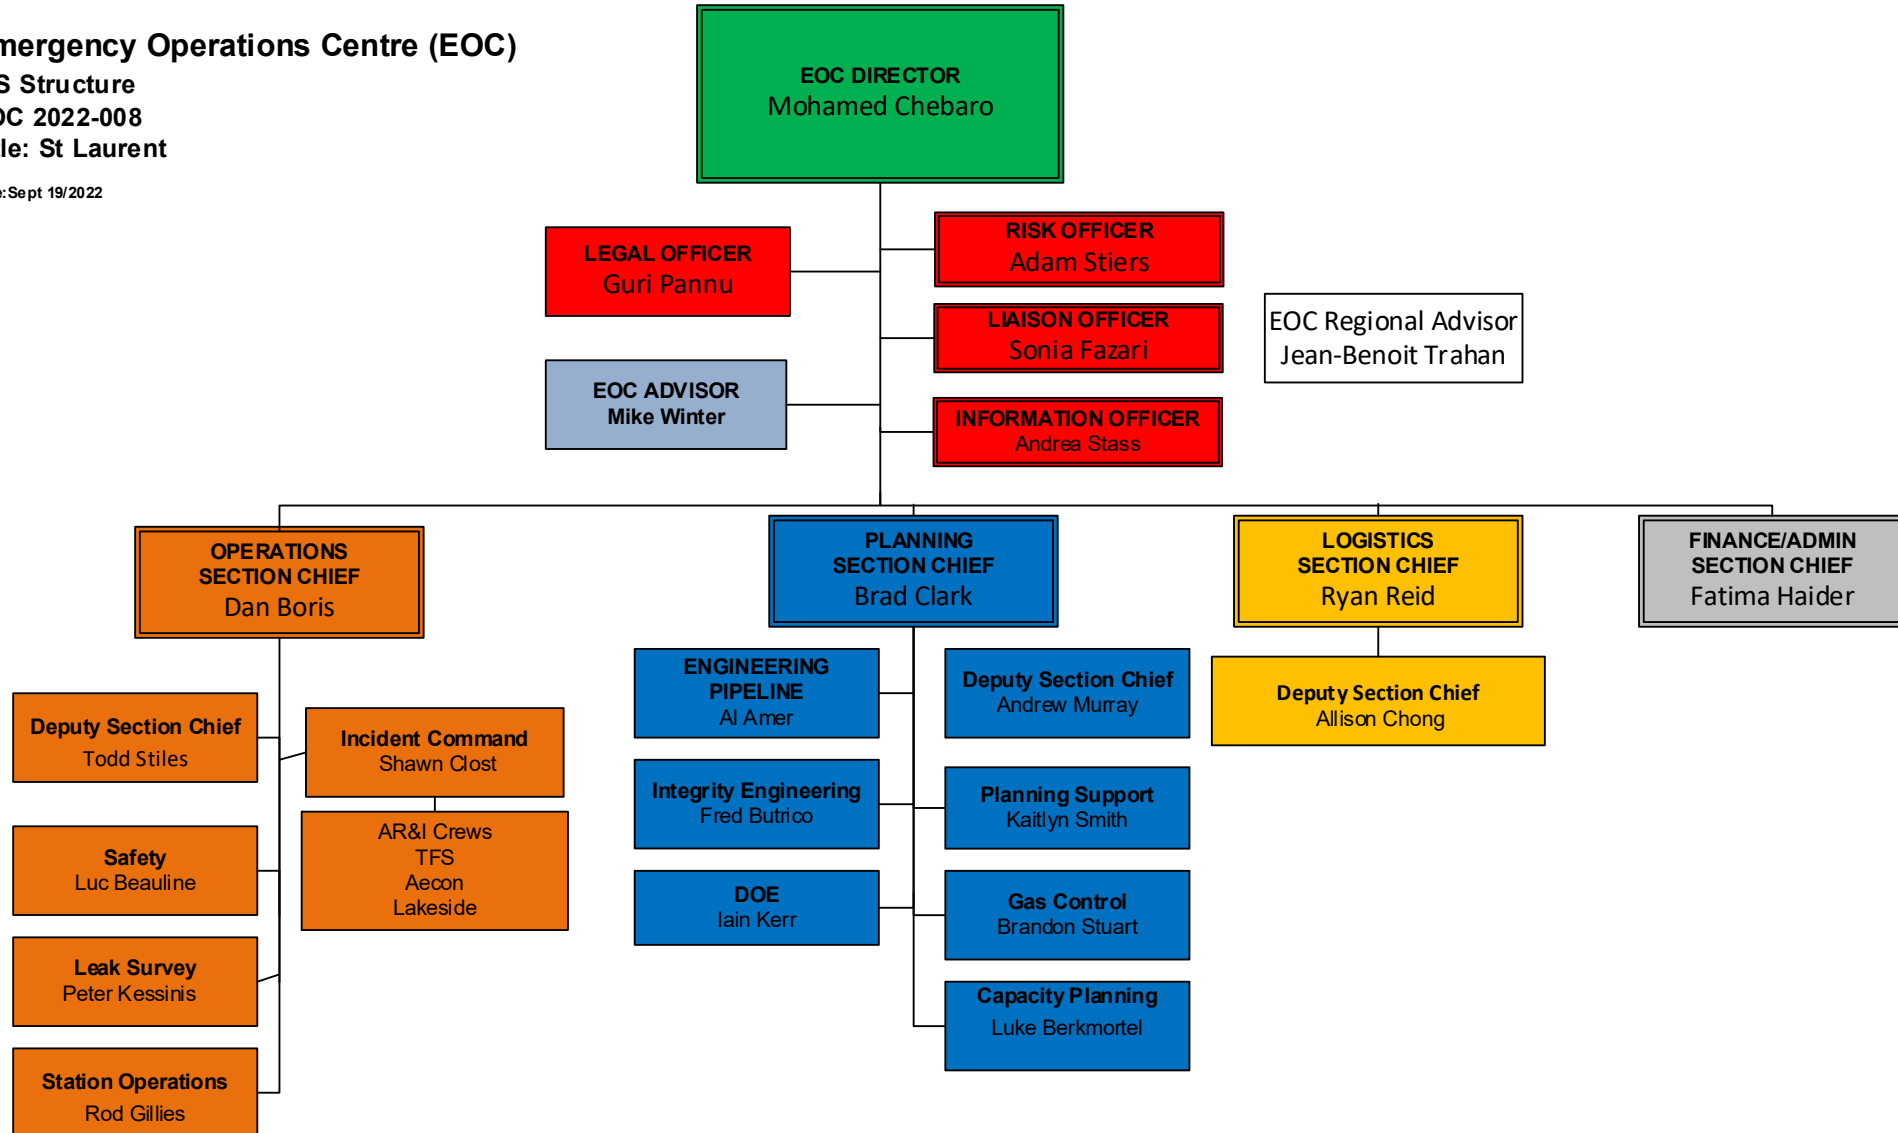 mergency Operations Centre (EOC)
S Structure
OC 2022-008
le: St Laurent
e:Sept 19/2022
EOC DIRECTOR
Mohamed Chebaro
LEGAL OFFICER
Guri Pannu
RISK OFFICER
Adam Stiers
LIAISON OFFICER
Sonia Fazari
EOC Regional Advisor
Jean-Benoit Trahan
EOC ADVISOR
Mike Winter
INFORMATION OFFICER
Andrea Stass
OPERATIONS
SECTION CHIEF
Dan Boris
PLANNING
SECTION CHIEF
Brad Clark
LOGISTICS
SECTION CHIEF
Ryan Reid
FINANCE/ADMIN
SECTION CHIEF
Fatima Haider
Deputy Section Chief
Todd Stiles
Incident Command
Shawn Clost
AR&I Crews
TFS
Aecon
Lakeside
Safety
Luc Beauline
Leak Survey
Peter Kessinis
Station Operations
Rod Gillies
ENGINEERING
PIPELINE
Al Amer
Deputy Section Chief
Andrew Murray
Integrity Engineering
Fred Butrico
Planning Support
Kaitlyn Smith
DOE
Iain Kerr
Gas Control
Brandon Stuart
Capacity Planning
Luke Berkmortel
Deputy Section Chief
Allison Chong